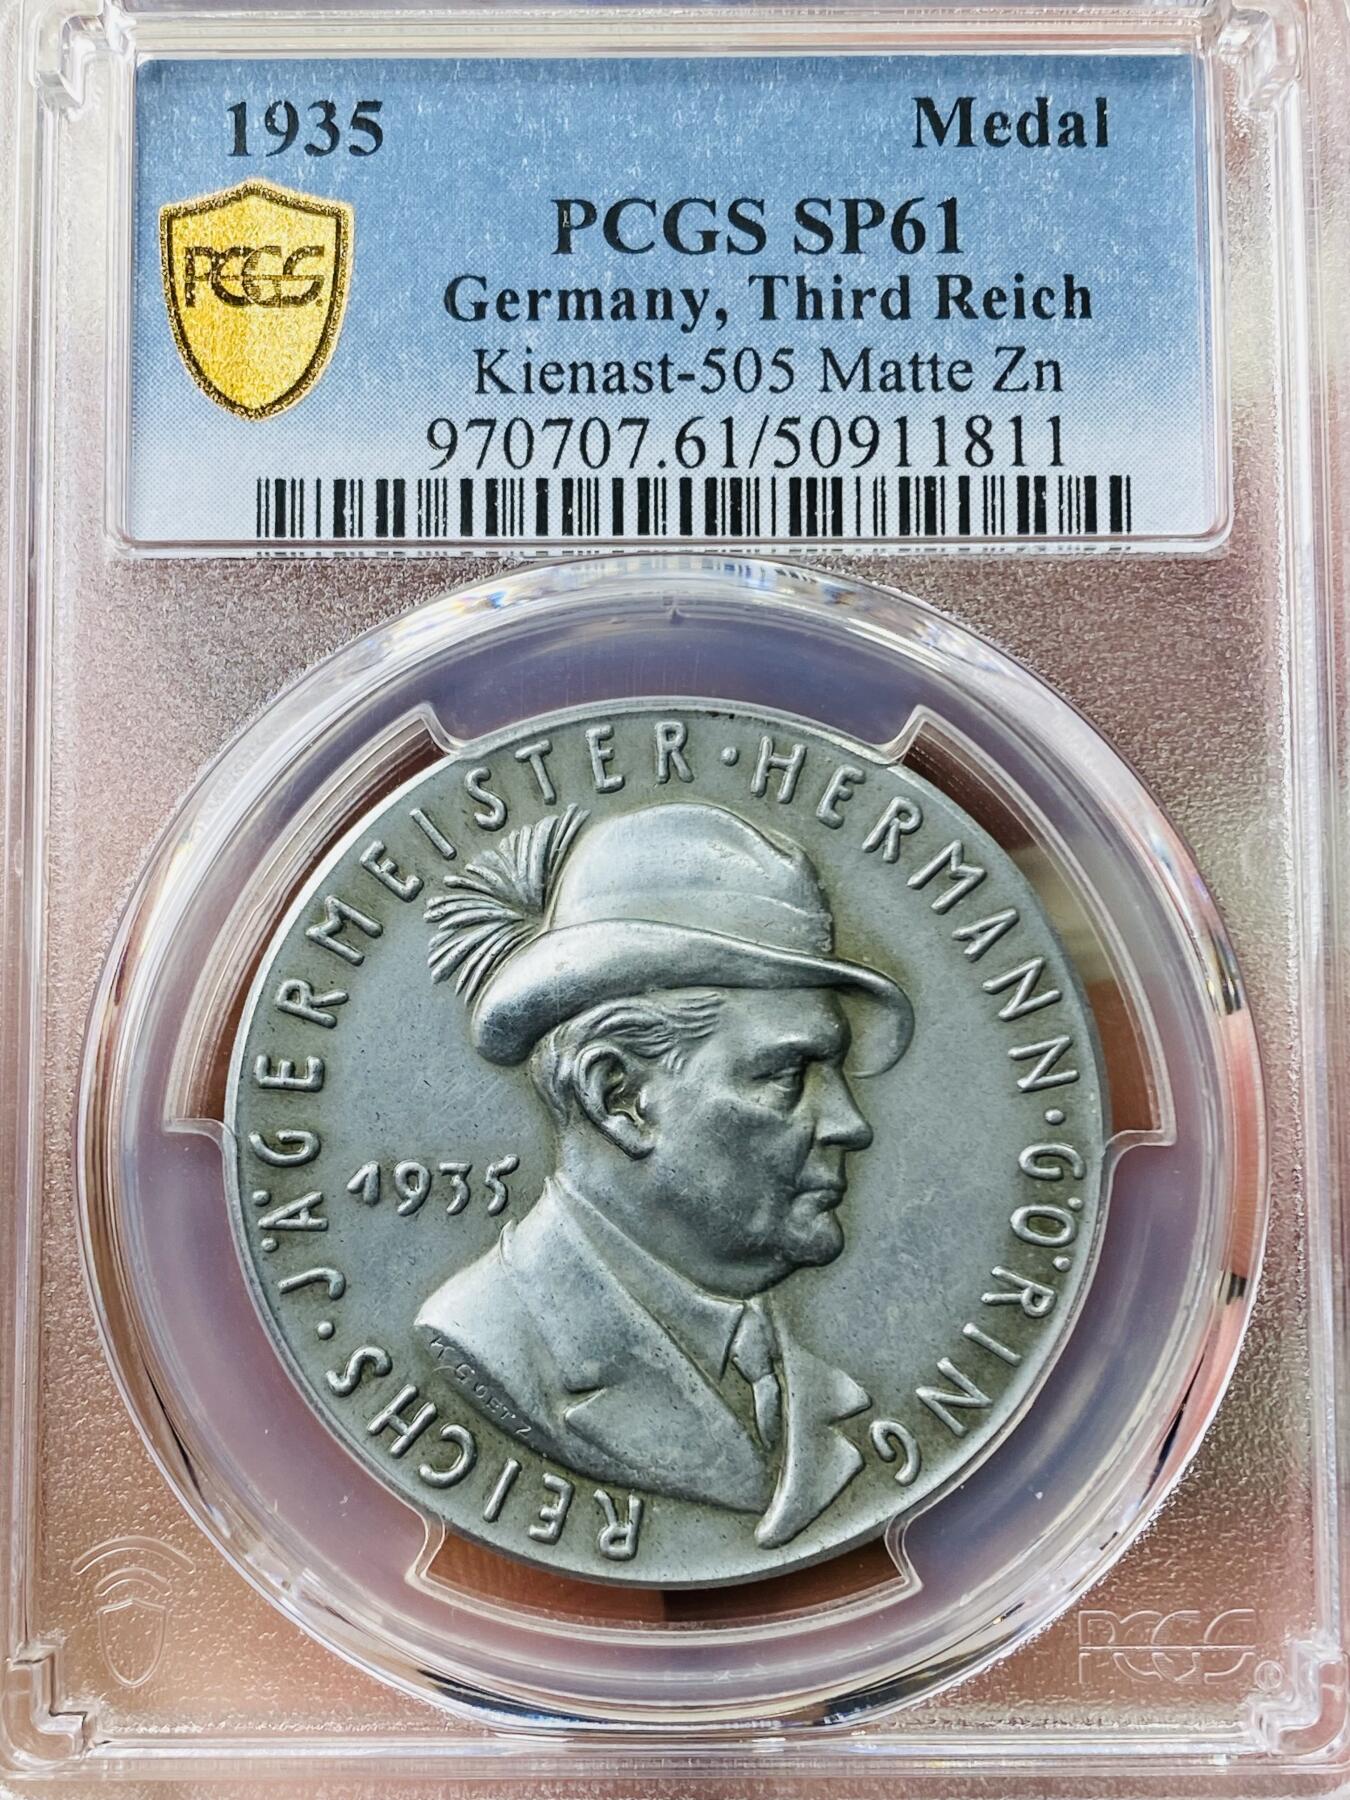 1935 Medal
PCGS
PCGS SP61
Germany, Third Reich
Kienast-505 Matte Zn
970707.61/50911811
REICHS·JÄGERMEISTER·HERMANN·GÖRING
1935
K. GOETZ
PCGS